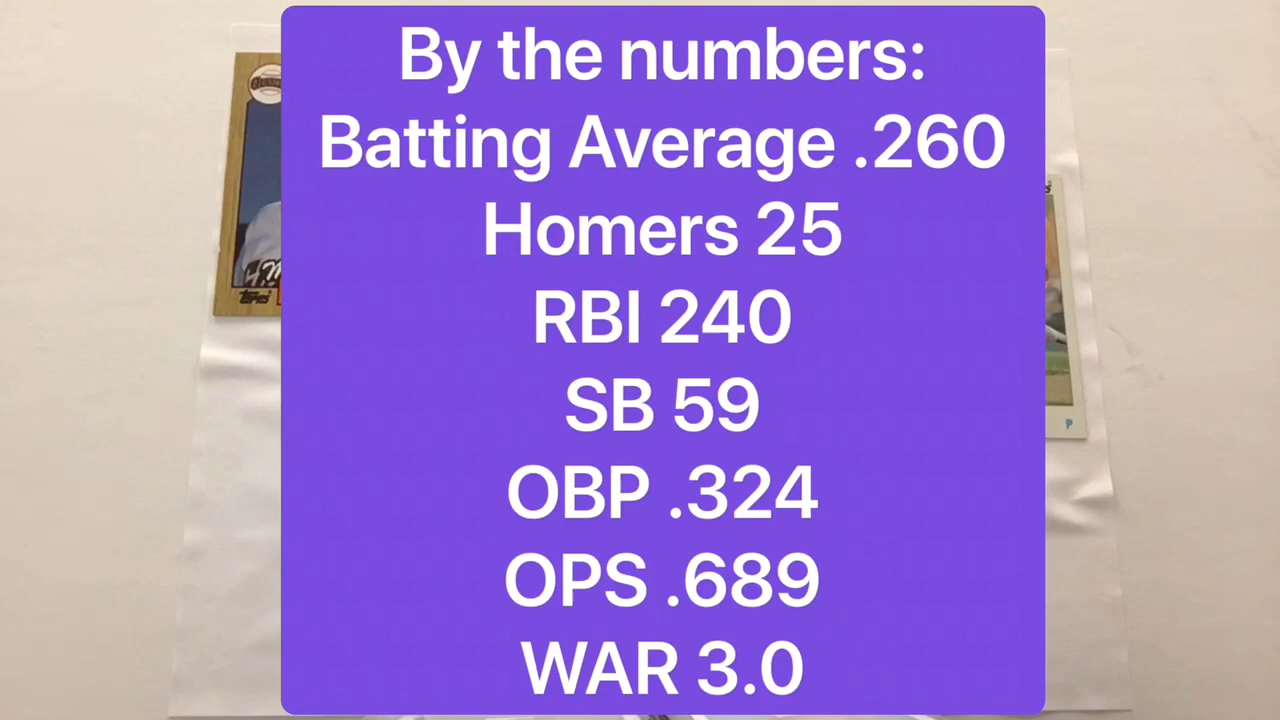 By the numbers:
Batting Average .260
Homers 25
RBI 240
SB 59
OBP .324
OPS .689
WAR 3.0
Topps
P